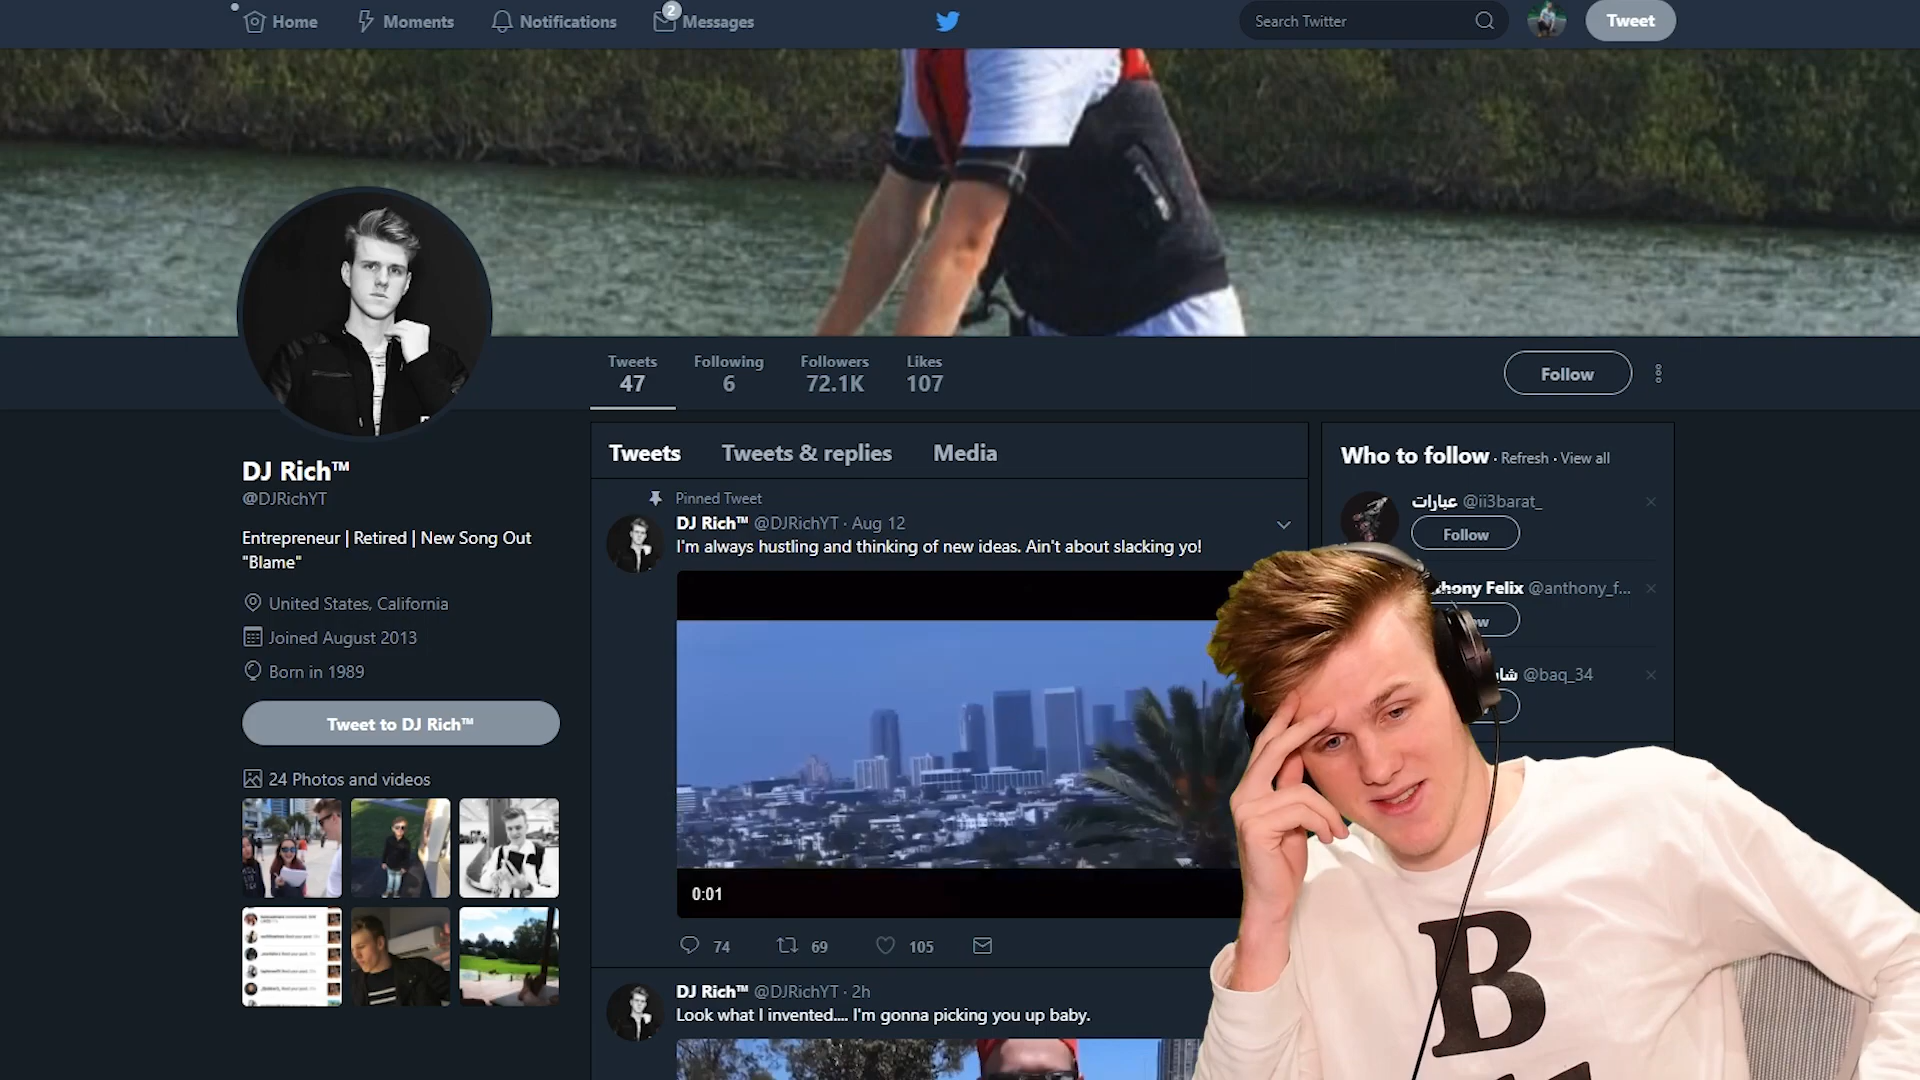 Home
Moments
Notifications
2
Messages
Search Twitter
Tweet
Tweets
47
Following
6
Followers
72.1K
Likes
107
Follow
DJ Rich™
@DJRichYT
Entrepreneur | Retired | New Song Out
"Blame"
United States, California
Joined August 2013
Born in 1989
Tweet to DJ Rich™
24 Photos and videos
Tweets
Tweets & replies
Media
Pinned Tweet
DJ Rich™ @DJRichYT · Aug 12
I'm always hustling and thinking of new ideas. Ain't about slacking yo!
0:01
74
69
105
DJ Rich™ @DJRichYT · 2h
Look what I invented.... I'm gonna picking you up baby.
Who to follow · Refresh · View all
عبارات @ii3barat_
Follow
Felix @anthony_f...
@baq_34
B